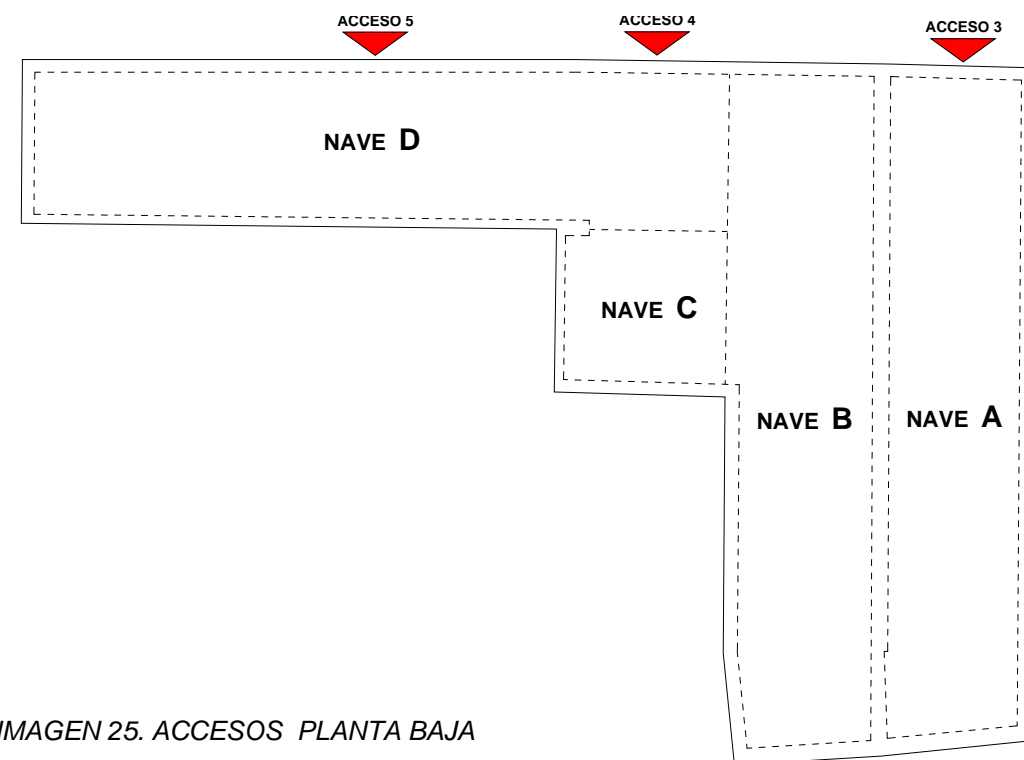 ACCESO 5
ACCESO 4
ACCESO 3
NAVE D
NAVE C
NAVE B
NAVE A
IMAGEN 25. ACCESOS PLANTA BAJA